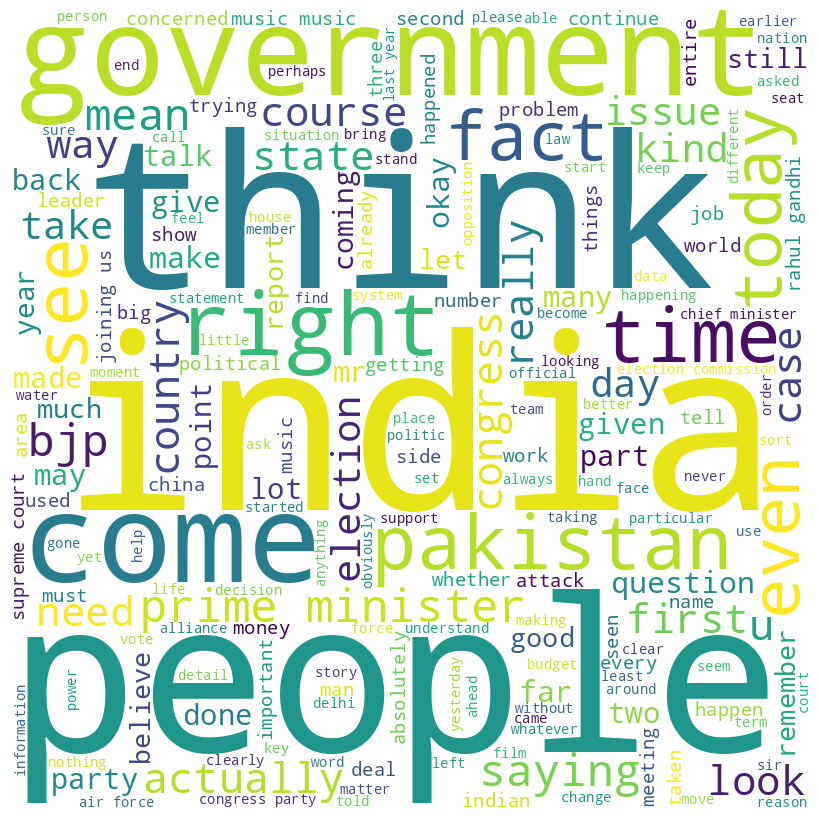 person concerned music music second please able continue earlier
government
nation
end perhaps three last year entire still
asked
seat
mean trying course happened problem issue
sure call situation bring fact law different
way talk state stand okay start kind keep today
back think
leader give feel house member coming already opposition things job
take show make let world rahul gandhi
see joining us report really data
year statement find system number many happening
big little right become chief minister
country political mr getting looking time
made moment official election commission case
water much india congress day order
area point place team better given tell
bjp music politic
ask side work part sort
may china lot set always hand face never
used started election
supreme court come support taking particular even
gone help anything obviously pakistan use
yet whether attack question
must life decision
need prime minister name first u
alliance money force making understand
vote good seen every clear remember
people
detail story absolutely budget least seem court
power believe important man yesterday ahead without around happen
done delhi came far two term
information whatever
nothing clearly key word left film meeting sir
party actually deal saying taken look
matter change reason
air force congress party told indian move